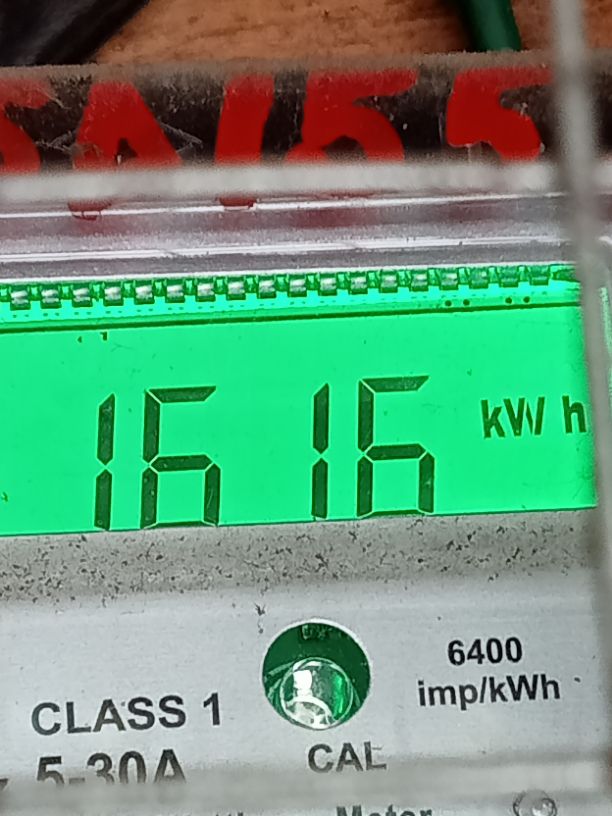 1616 kWh
6400
imp/kWh
CLASS 1
CAL
5-30A